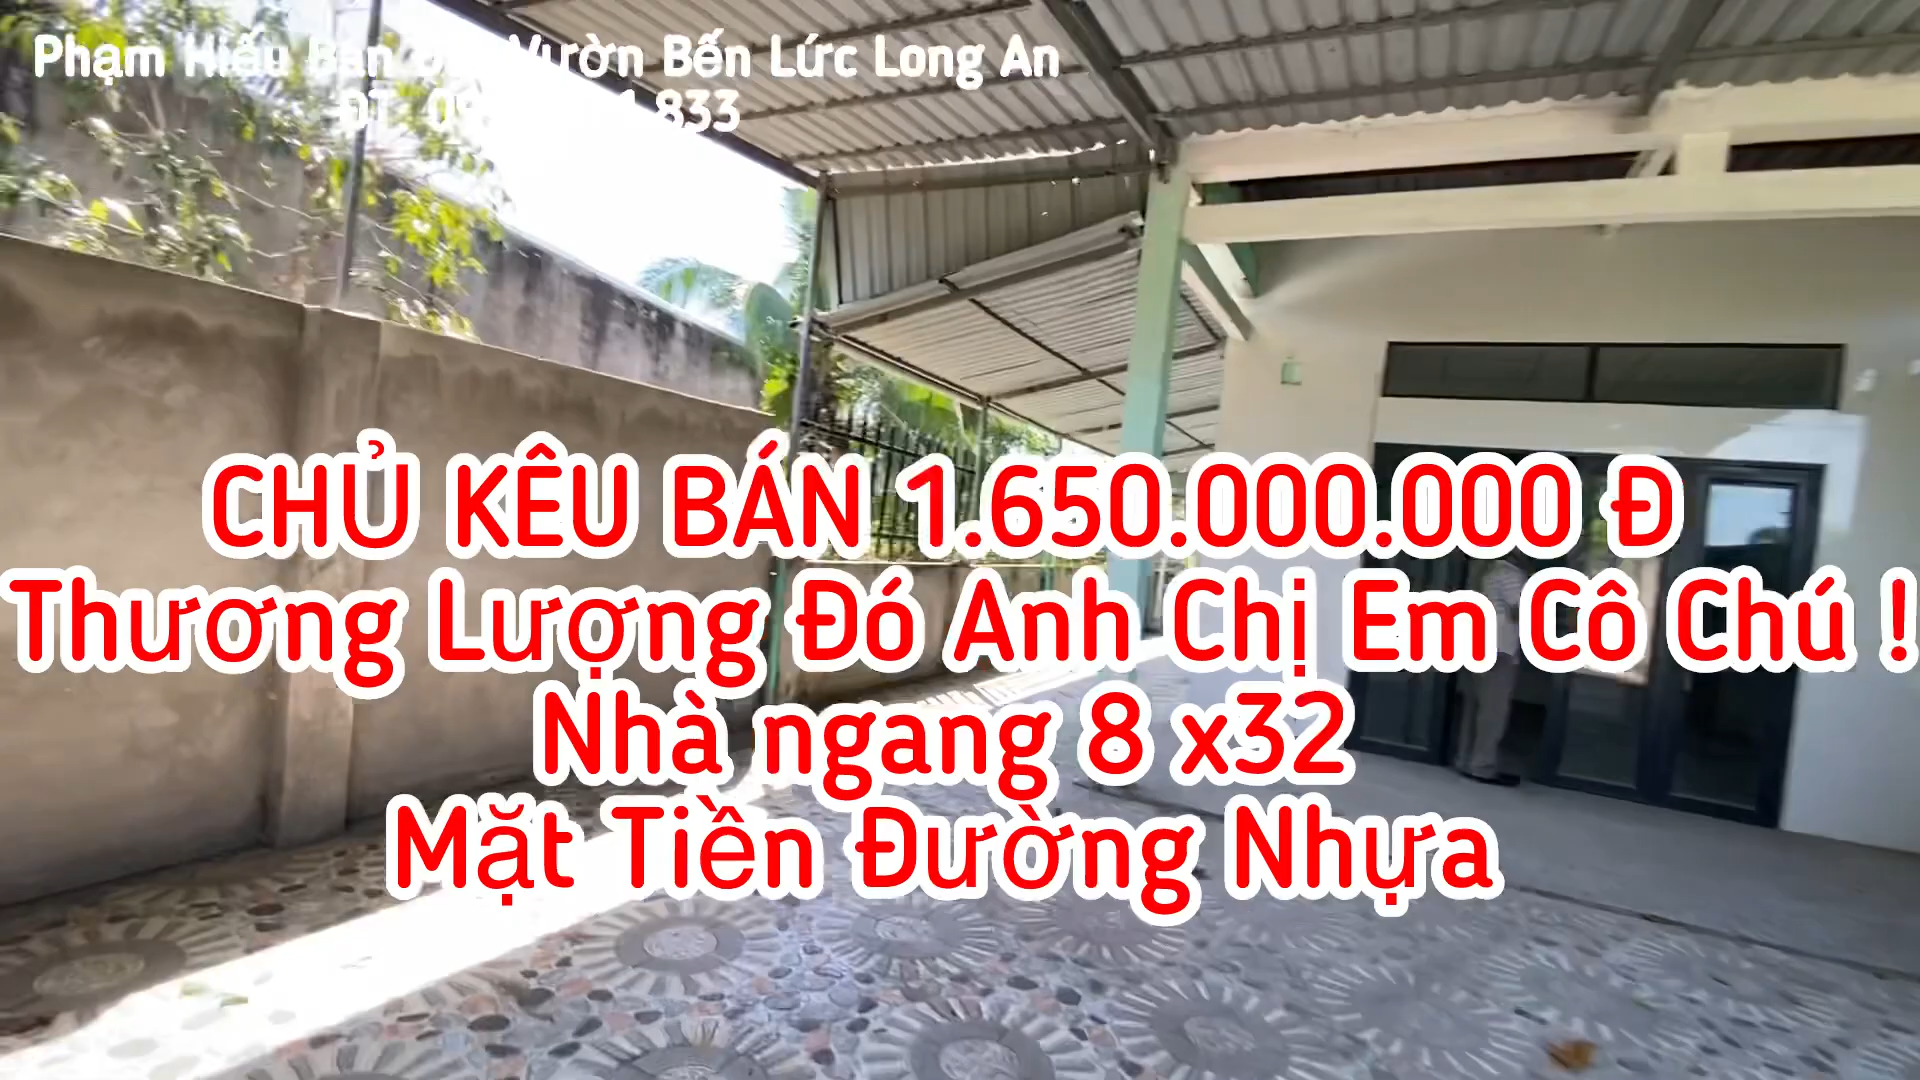 Phạm Hiếu Bán Vườn Bến Lức Long An
ĐT 833
CHỦ KÊU BÁN 1.650.000.000 Đ
Thương Lượng Đó Anh Chị Em Cô Chú !
Nhà ngang 8 x32
Mặt Tiền Đường Nhựa